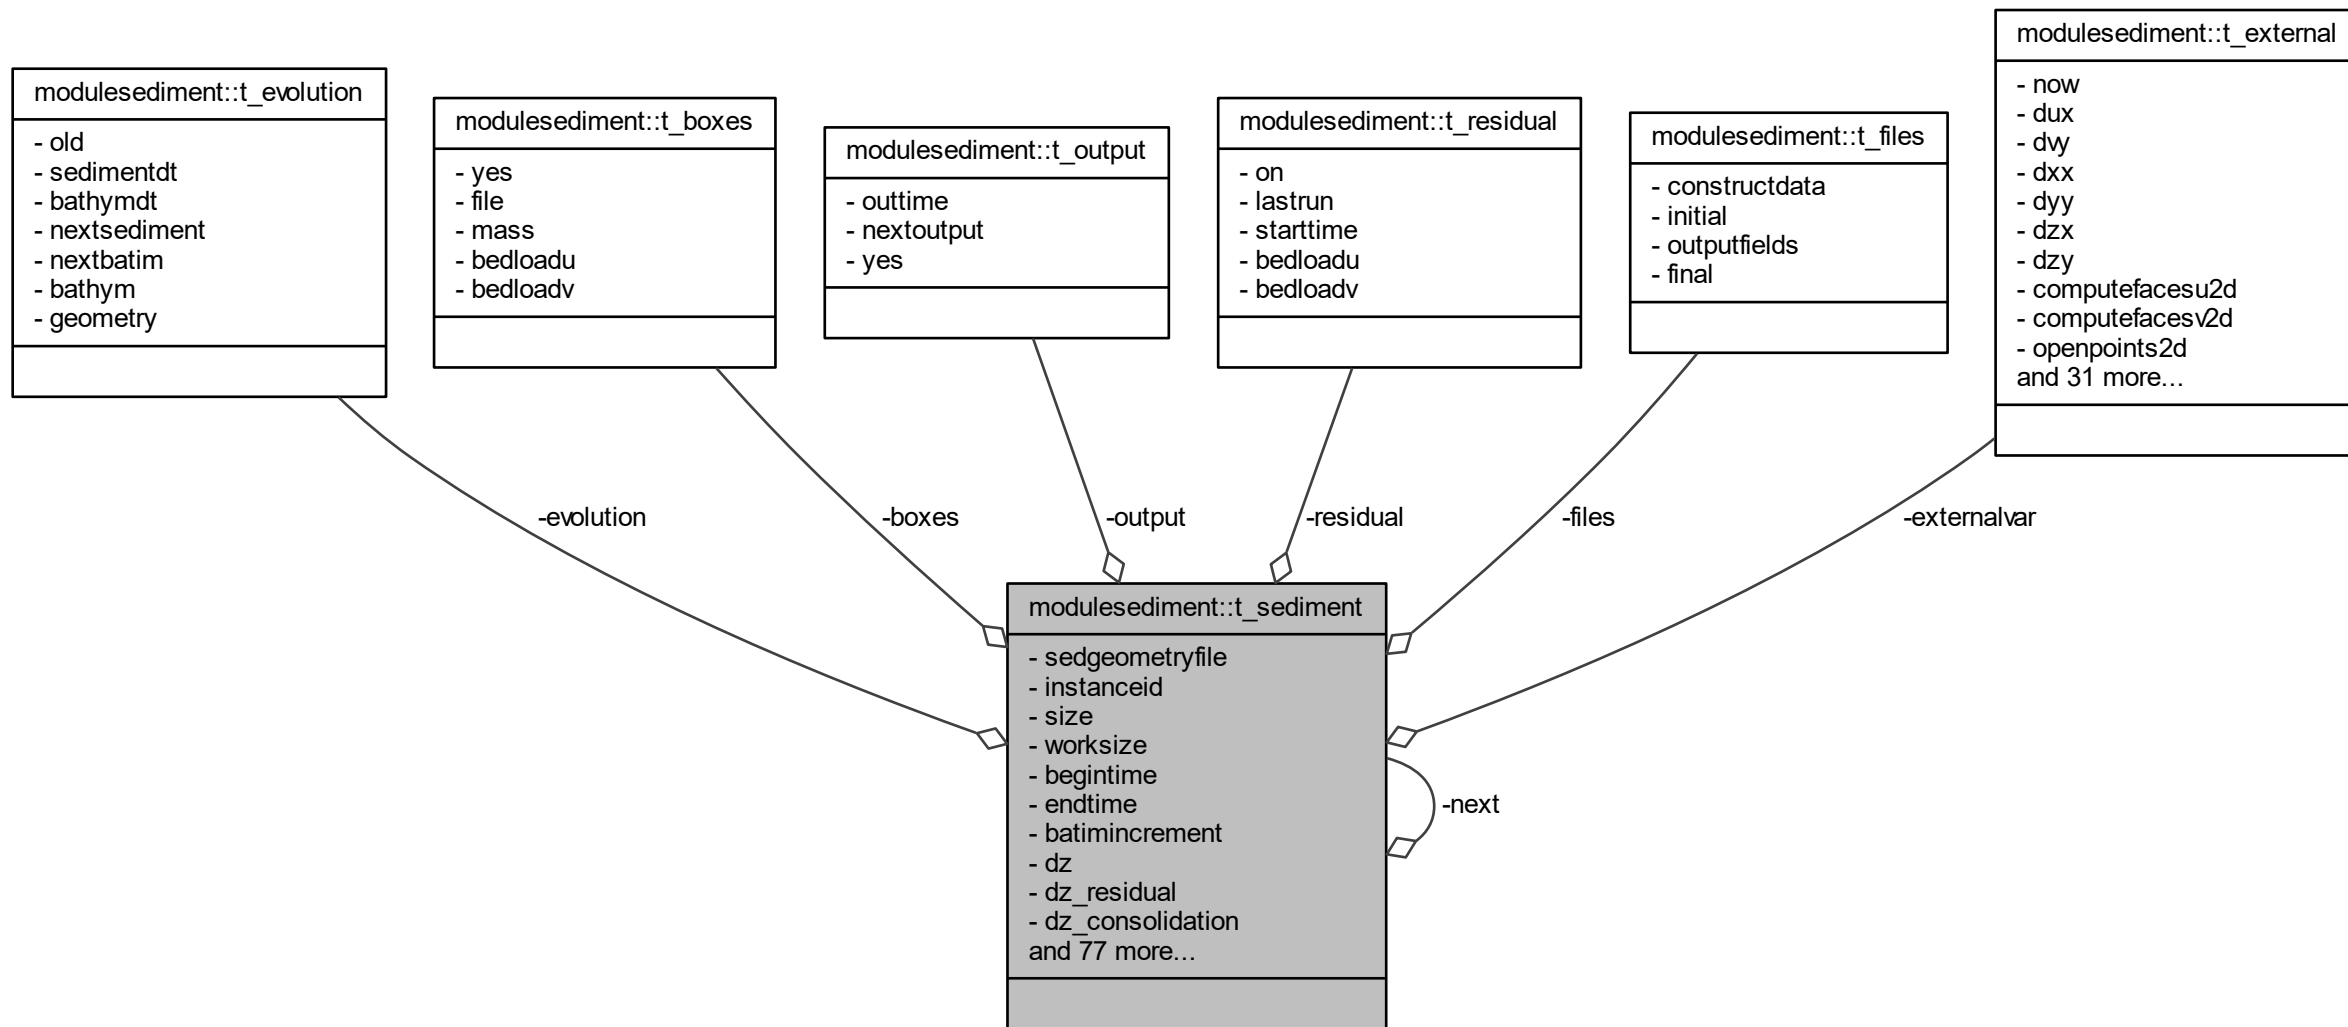 modulesediment::t_evolution
- old
- sedimentdt
- bathymdt
- nextsediment
- nextbatim
- bathym
- geometry
modulesediment::t_boxes
- yes
- file
- mass
- bedloadu
- bedloadv
modulesediment::t_output
- outtime
- nextoutput
- yes
modulesediment::t_residual
- on
- lastrun
- starttime
- bedloadu
- bedloadv
modulesediment::t_files
- constructdata
- initial
- outputfields
- final
modulesediment::t_external
- now
- dux
- dvy
- dxx
- dyy
- dzx
- dzy
- computefacesu2d
- computefacesv2d
- openpoints2d
and 31 more...
-evolution
-boxes
-output
-residual
-files
-externalvar
modulesediment::t_sediment
- sedgeometryfile
- instanceid
- size
- worksize
- begintime
- endtime
- batimincrement
- dz
- dz_residual
- dz_consolidation
and 77 more...
-next